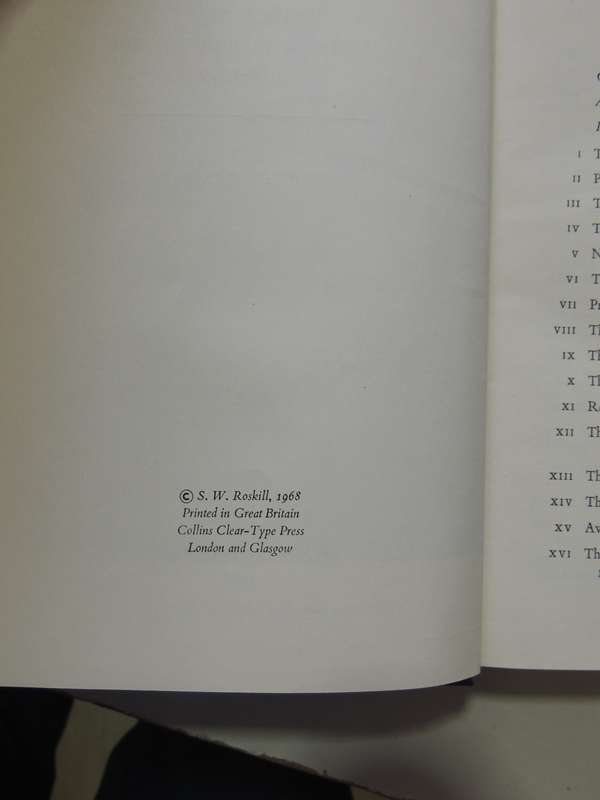 © S. W. Roskill, 1968
Printed in Great Britain
Collins Clear-Type Press
London and Glasgow
I
II
III
IV
V
VI
VII
VIII
IX
X
XI
XII
XIII
XIV
XV
XVI